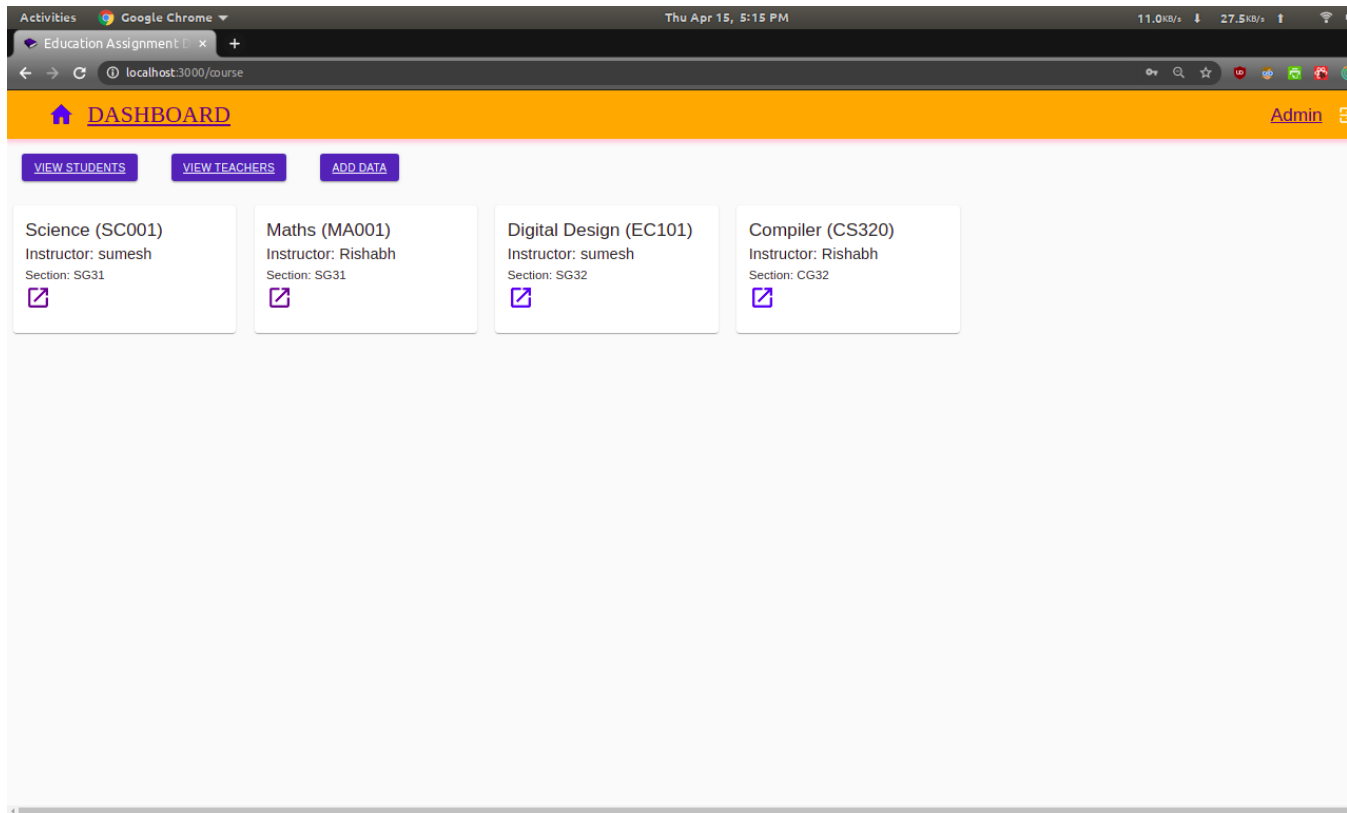 Activities Google Chrome Thu Apr 15, 5:15 PM 11.0KB/s 27.5KB/s
Education Assignment D
localhost:3000/course
DASHBOARD Admin
VIEW STUDENTS VIEW TEACHERS ADD DATA
Science (SC001)
Instructor: sumesh
Section: SG31
Maths (MA001)
Instructor: Rishabh
Section: SG31
Digital Design (EC101)
Instructor: sumesh
Section: SG32
Compiler (CS320)
Instructor: Rishabh
Section: CG32